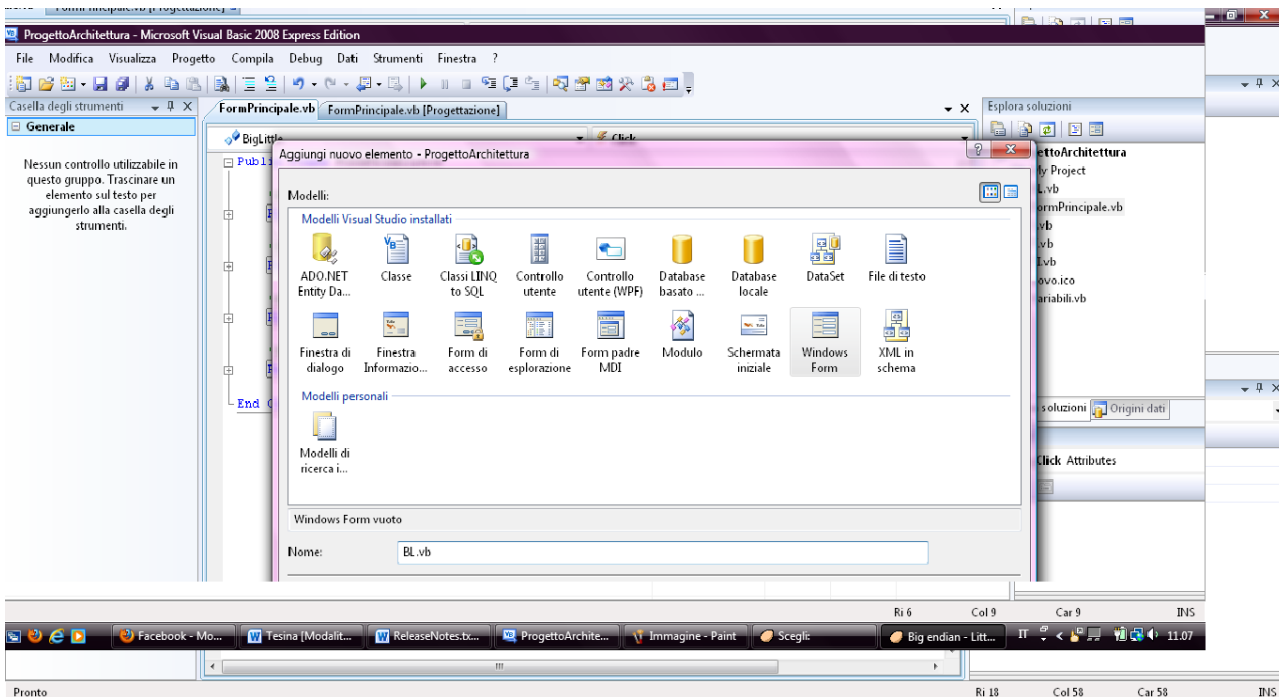 ProgettoArchitettura - Microsoft Visual Basic 2008 Express Edition
File Modifica Visualizza Progetto Compila Debug Dati Strumenti Finestra ?
Casella degli strumenti
FormPrincipale.vb FormPrincipale.vb [Progettazione]
Esplora soluzioni
Generale
BigLittle
Click
Nessun controllo utilizzabile in
questo gruppo. Trascinare un
elemento sul testo per
aggiungerlo alla casella degli
strumenti.
Publi
End C
Aggiungi nuovo elemento - ProgettoArchitettura
Modelli:
Modelli Visual Studio installati
ADO.NET
Entity Da...
Classe
Classi LINQ
to SQL
Controllo
utente
Controllo
utente (WPF)
Database
basato ...
Database
locale
DataSet
File di testo
Finestra di
dialogo
Finestra
Informazio...
Form di
accesso
Form di
esplorazione
Form padre
MDI
Modulo
Schermata
iniziale
Windows
Form
XML in
schema
Modelli personali
Modelli di
ricerca i...
Windows Form vuoto
Nome: BL.vb
ettoArchitettura
y Project
L.vb
ormPrincipale.vb
.vb
.vb
I.vb
ovo.ico
ariabili.vb
soluzioni Origini dati
Click Attributes
Ri 6 Col 9 Car 9 INS
Facebook - Mo... Tesina [Modalit... ReleaseNotes.tx... ProgettoArchite... Immagine - Paint Scegli: Big endian - Litt... IT 11.07
Pronto Ri 18 Col 58 Car 58 INS